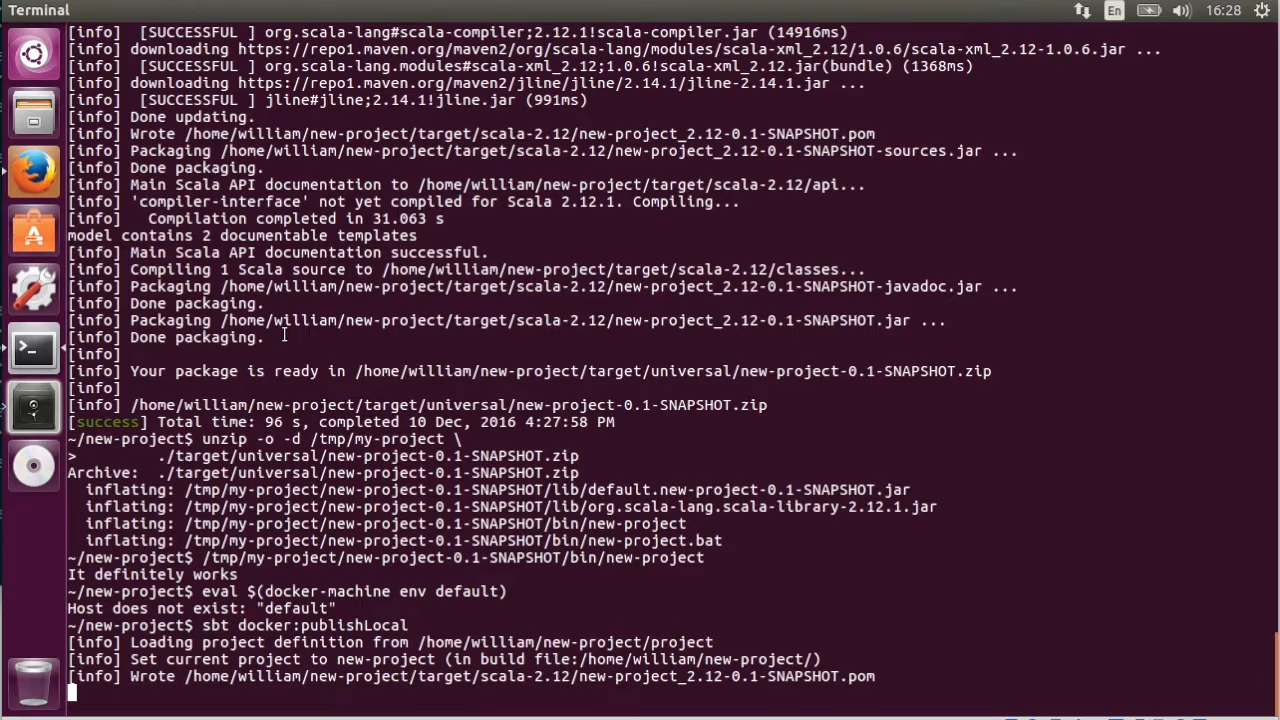 Terminal
En
16:28
[info]  [SUCCESSFUL ] org.scala-lang#scala-compiler;2.12.1!scala-compiler.jar (14916ms)
[info] downloading https://repo1.maven.org/maven2/org/scala-lang/modules/scala-xml_2.12/1.0.6/scala-xml_2.12-1.0.6.jar ...
[info]  [SUCCESSFUL ] org.scala-lang.modules#scala-xml_2.12;1.0.6!scala-xml_2.12.jar(bundle) (1368ms)
[info] downloading https://repo1.maven.org/maven2/jline/jline/2.14.1/jline-2.14.1.jar ...
[info]  [SUCCESSFUL ] jline#jline;2.14.1!jline.jar (991ms)
[info] Done updating.
[info] Wrote /home/william/new-project/target/scala-2.12/new-project_2.12-0.1-SNAPSHOT.pom
[info] Packaging /home/william/new-project/target/scala-2.12/new-project_2.12-0.1-SNAPSHOT-sources.jar ...
[info] Done packaging.
[info] Main Scala API documentation to /home/william/new-project/target/scala-2.12/api...
[info] 'compiler-interface' not yet compiled for Scala 2.12.1. Compiling...
[info]   Compilation completed in 31.063 s
model contains 2 documentable templates
[info] Main Scala API documentation successful.
[info] Compiling 1 Scala source to /home/william/new-project/target/scala-2.12/classes...
[info] Packaging /home/william/new-project/target/scala-2.12/new-project_2.12-0.1-SNAPSHOT-javadoc.jar ...
[info] Done packaging.
[info] Packaging /home/william/new-project/target/scala-2.12/new-project_2.12-0.1-SNAPSHOT.jar ...
[info] Done packaging.
[info]
[info] Your package is ready in /home/william/new-project/target/universal/new-project-0.1-SNAPSHOT.zip
[info]
[info] /home/william/new-project/target/universal/new-project-0.1-SNAPSHOT.zip
[success] Total time: 96 s, completed 10 Dec, 2016 4:27:58 PM
~/new-project$ unzip -o -d /tmp/my-project \
>         ./target/universal/new-project-0.1-SNAPSHOT.zip
Archive:  ./target/universal/new-project-0.1-SNAPSHOT.zip
  inflating: /tmp/my-project/new-project-0.1-SNAPSHOT/lib/default.new-project-0.1-SNAPSHOT.jar
  inflating: /tmp/my-project/new-project-0.1-SNAPSHOT/lib/org.scala-lang.scala-library-2.12.1.jar
  inflating: /tmp/my-project/new-project-0.1-SNAPSHOT/bin/new-project
  inflating: /tmp/my-project/new-project-0.1-SNAPSHOT/bin/new-project.bat
~/new-project$ /tmp/my-project/new-project-0.1-SNAPSHOT/bin/new-project
It definitely works
~/new-project$ eval $(docker-machine env default)
Host does not exist: "default"
~/new-project$ sbt docker:publishLocal
[info] Loading project definition from /home/william/new-project/project
[info] Set current project to new-project (in build file:/home/william/new-project/)
[info] Wrote /home/william/new-project/target/scala-2.12/new-project_2.12-0.1-SNAPSHOT.pom